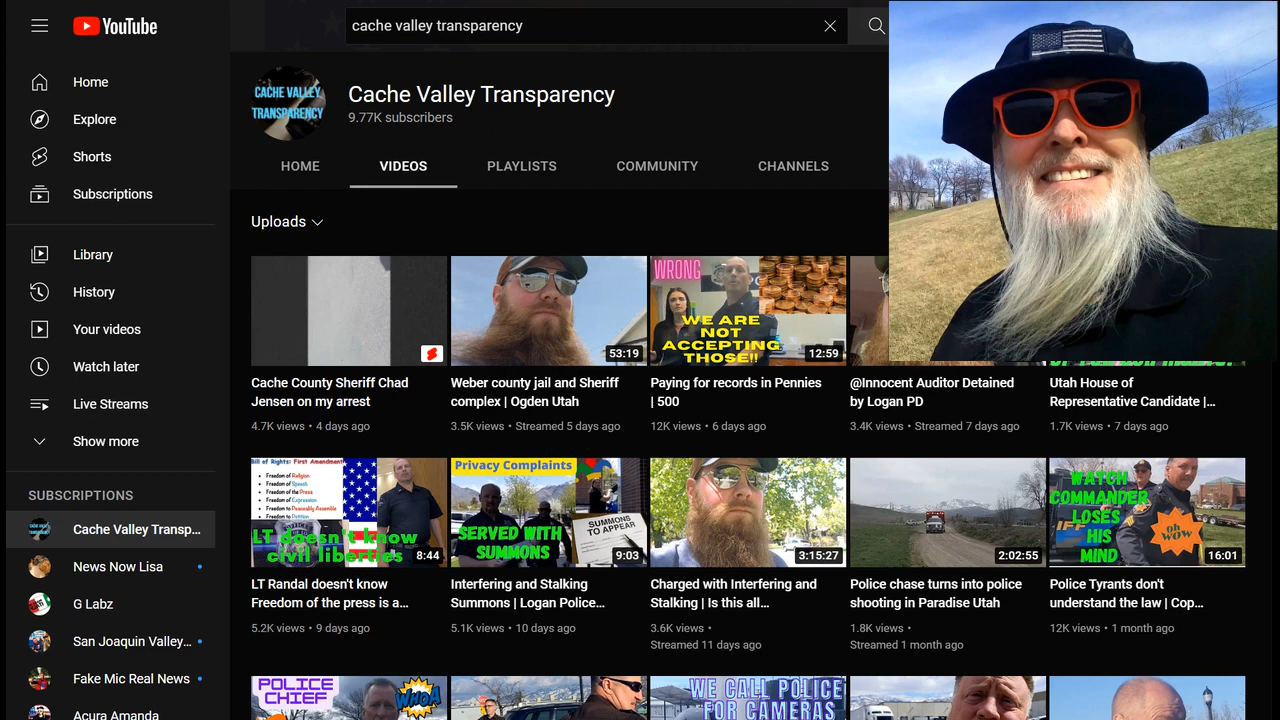 YouTube
cache valley transparency
Home
Explore
Shorts
Subscriptions
Library
History
Your videos
Watch later
Live Streams
Show more
SUBSCRIPTIONS
Cache Valley Transp...
News Now Lisa
G Labz
San Joaquin Valley...
Fake Mic Real News
Acura Amanda
CACHE VALLEY
TRANSPARENCY
Cache Valley Transparency
9.77K subscribers
HOME
VIDEOS
PLAYLISTS
COMMUNITY
CHANNELS
Uploads
Cache County Sheriff Chad
Jensen on my arrest
4.7K views • 4 days ago
53:19
Weber county jail and Sheriff
complex | Ogden Utah
3.5K views • Streamed 5 days ago
WRONG
WE ARE
NOT
ACCEPTING
THOSE!!
12:59
Paying for records in Pennies
| 500
12K views • 6 days ago
@Innocent Auditor Detained
by Logan PD
3.4K views • Streamed 7 days ago
Utah House of
Representative Candidate |...
1.7K views • 7 days ago
Bill of Rights: First Amendment
Freedom of Religion
Freedom of Speech
Freedom of the Press
Freedom of Expression
Freedom to Peaceably Assemble
Freedom to Petition
LT doesn't know
civil liberties
8:44
LT Randal doesn't know
Freedom of the press is a...
5.2K views • 9 days ago
Privacy Complaints
SERVED WITH
SUMMONS
SUMMONS
TO APPEAR
9:03
Interfering and Stalking
Summons | Logan Police...
5.1K views • 10 days ago
3:15:27
Charged with Interfering and
Stalking | Is this all...
3.6K views •
Streamed 11 days ago
2:02:55
Police chase turns into police
shooting in Paradise Utah
1.8K views •
Streamed 1 month ago
WATCH
COMMANDER
LOSES
HIS
MIND
oh
wow
16:01
Police Tyrants don't
understand the law | Cop...
12K views • 1 month ago
POLICE
CHIEF
WHOA
WE CALL POLICE
FOR CAMERAS